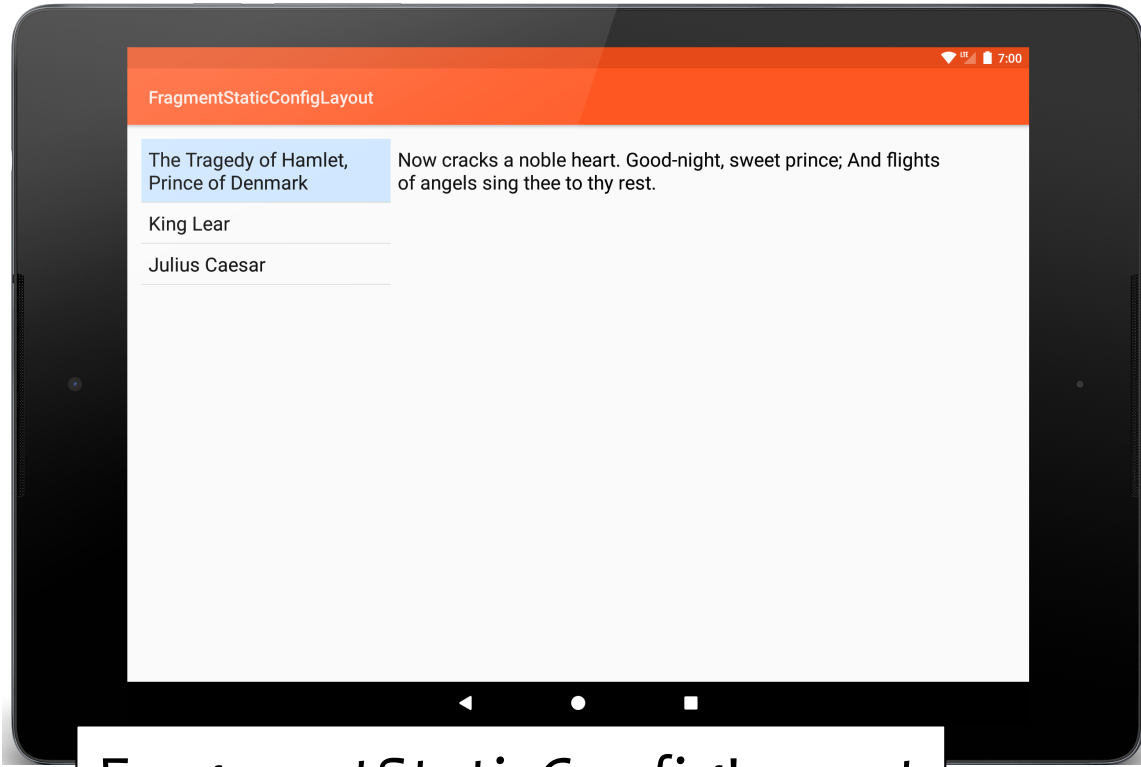 7:00
FragmentStaticConfigLayout
The Tragedy of Hamlet,
Prince of Denmark
Now cracks a noble heart. Good-night, sweet prince; And flights
of angels sing thee to thy rest.
King Lear
Julius Caesar
FragmentStaticConfigLayout